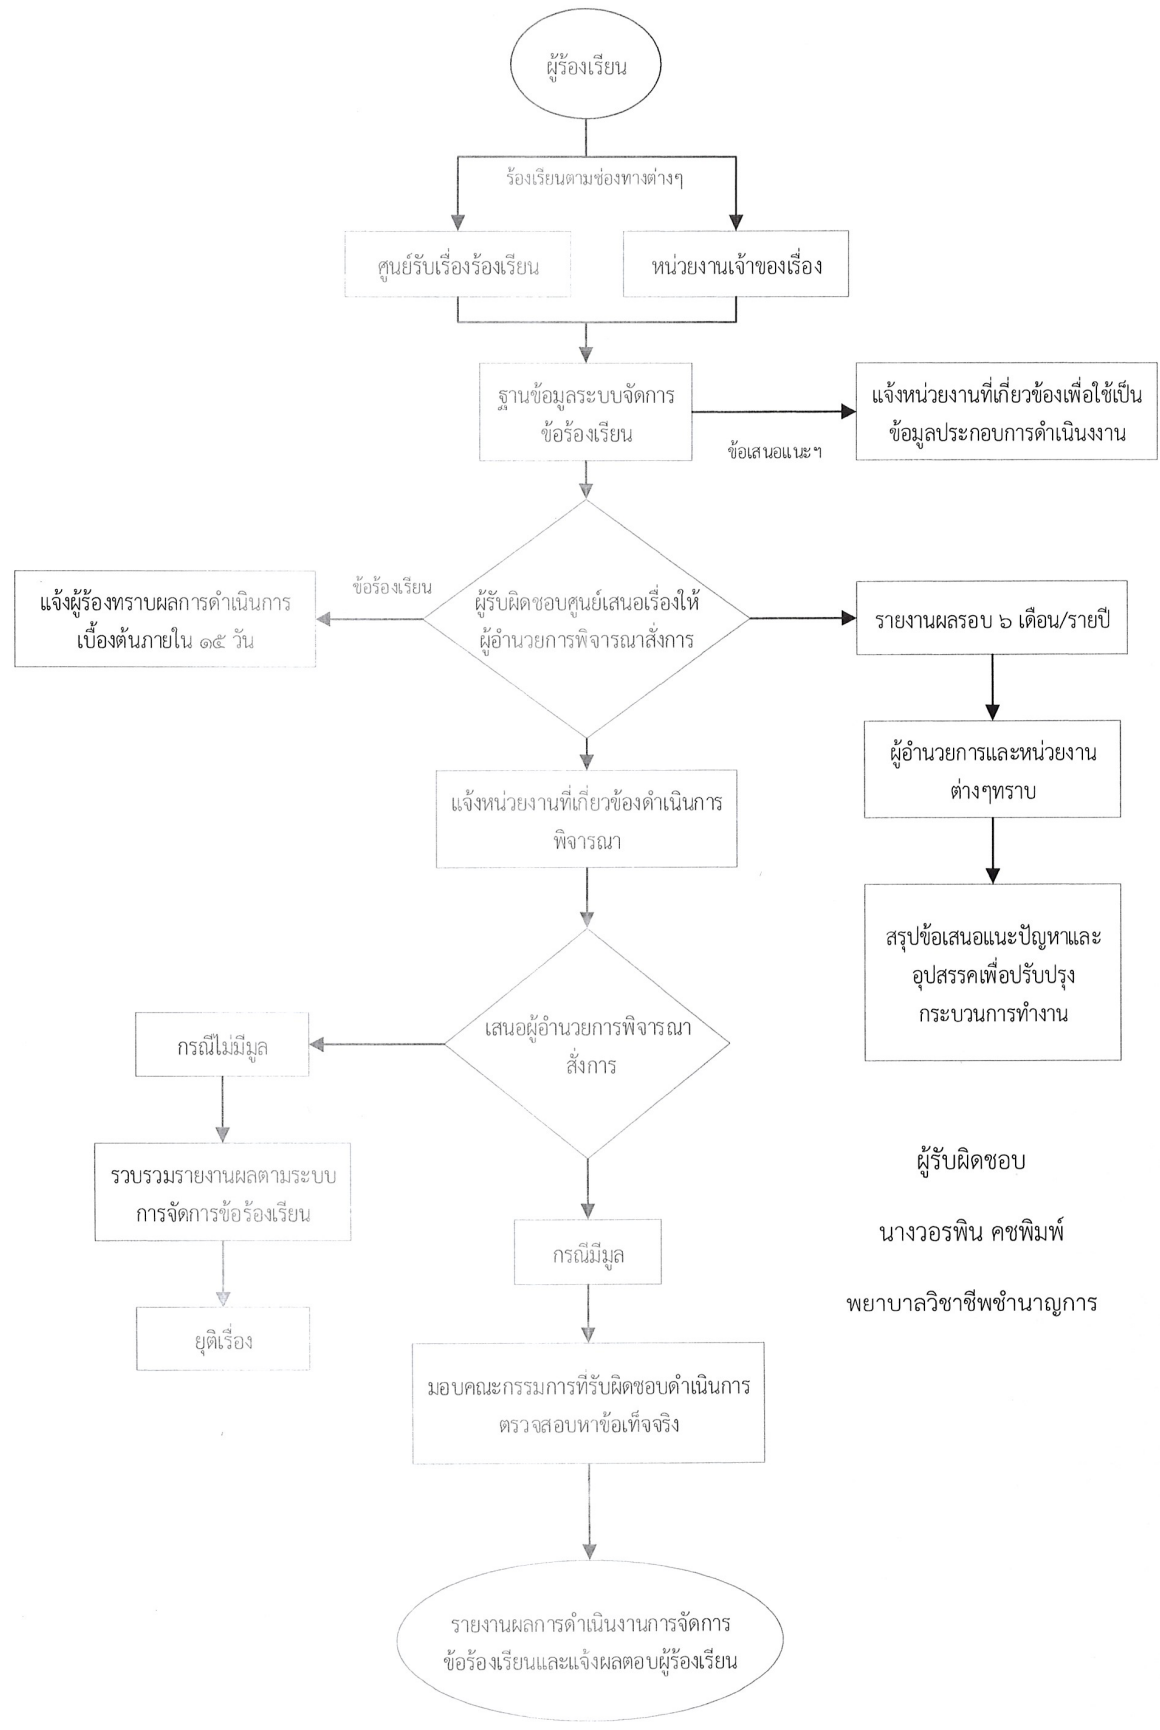 ผู้ร้องเรียน
ร้องเรียนตามช่องทางต่างๆ
ศูนย์รับเรื่องร้องเรียน
หน่วยงานเจ้าของเรื่อง
ฐานข้อมูลระบบจัดการ
ข้อร้องเรียน
ข้อเสนอแนะฯ
แจ้งหน่วยงานที่เกี่ยวข้องเพื่อใช้เป็น
ข้อมูลประกอบการดำเนินงงาน
ข้อร้องเรียน
แจ้งผู้ร้องทราบผลการดำเนินการ
เบื้องต้นภายใน ๑๕ วัน
ผู้รับผิดชอบศูนย์เสนอเรื่องให้
ผู้อำนวยการพิจารณาสั่งการ
รายงานผลรอบ ๖ เดือน/รายปี
ผู้อำนวยการและหน่วยงาน
ต่างๆทราบ
แจ้งหน่วยงานที่เกี่ยวข้องดำเนินการ
พิจารณา
สรุปข้อเสนอแนะปัญหาและ
อุปสรรคเพื่อปรับปรุง
กระบวนการทำงาน
เสนอผู้อำนวยการพิจารณา
สั่งการ
กรณีไม่มีมูล
รวบรวมรายงานผลตามระบบ
การจัดการข้อร้องเรียน
ยุติเรื่อง
กรณีมีมูล
มอบคณะกรรมการที่รับผิดชอบดำเนินการ
ตรวจสอบหาข้อเท็จจริง
รายงานผลการดำเนินงานการจัดการ
ข้อร้องเรียนและแจ้งผลตอบผู้ร้องเรียน
ผู้รับผิดชอบ
นางวอรพิน คชพิมพ์
พยาบาลวิชาชีพชำนาญการ